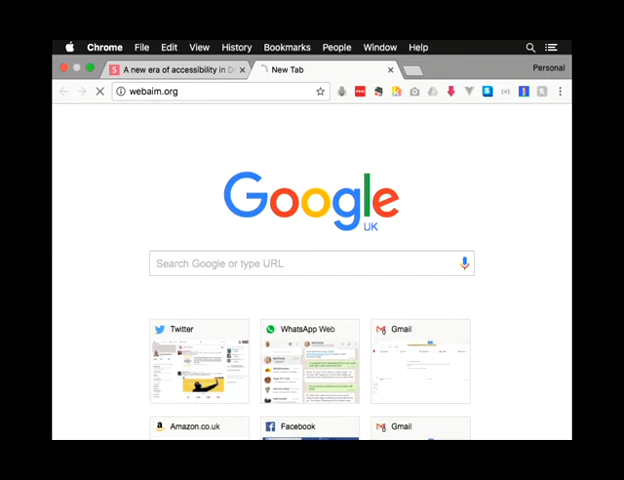 Chrome File Edit View History Bookmarks People Window Help
A new era of accessibility in D
New Tab
Personal
webaim.org
Google
UK
Search Google or type URL
Twitter
WhatsApp Web
Gmail
Amazon.co.uk
Facebook
Gmail